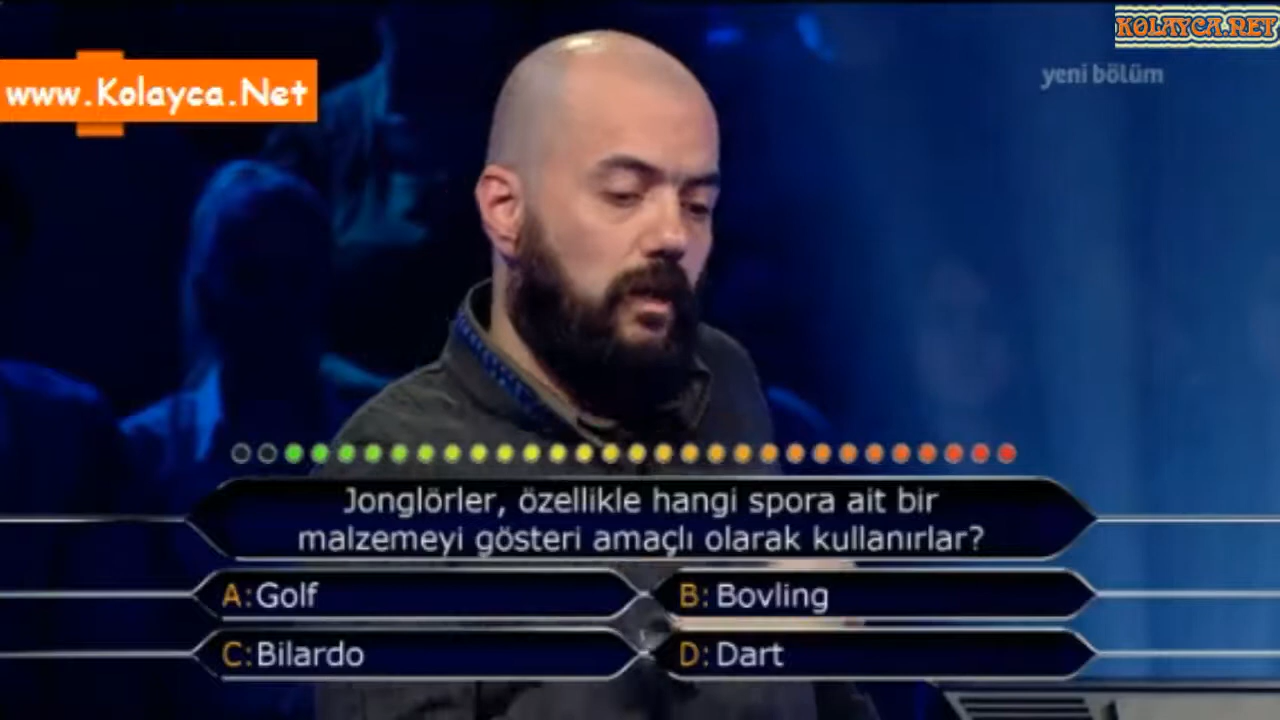 KOLAYCA.NET
yeni bölüm
www.Kolayca.Net
Jonglörler, özellikle hangi spora ait bir
malzemeyi gösteri amaçlı olarak kullanırlar?
A: Golf
B: Bovling
C: Bilardo
D: Dart